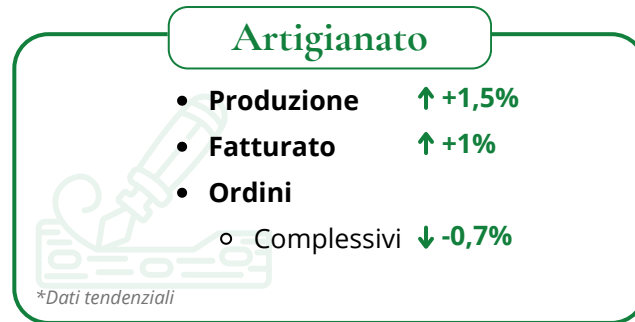 Artigianato
• Produzione ↑ +1,5%
• Fatturato ↑ +1%
• Ordini
○ Complessivi ↓ -0,7%
*Dati tendenziali